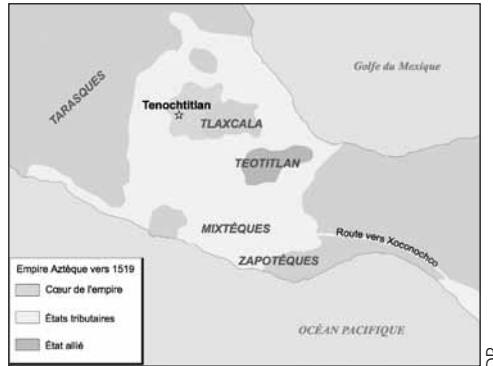 Golfe du Mexique
TARASQUES
Tenochtitlan
TLAXCALA
TEOTITLAN
MIXTÈQUES
Route vers Xoconochco
ZAPOTÈQUES
Empire Aztèque vers 1519
Cœur de l'empire
États tributaires
État allié
OCÉAN PACIFIQUE